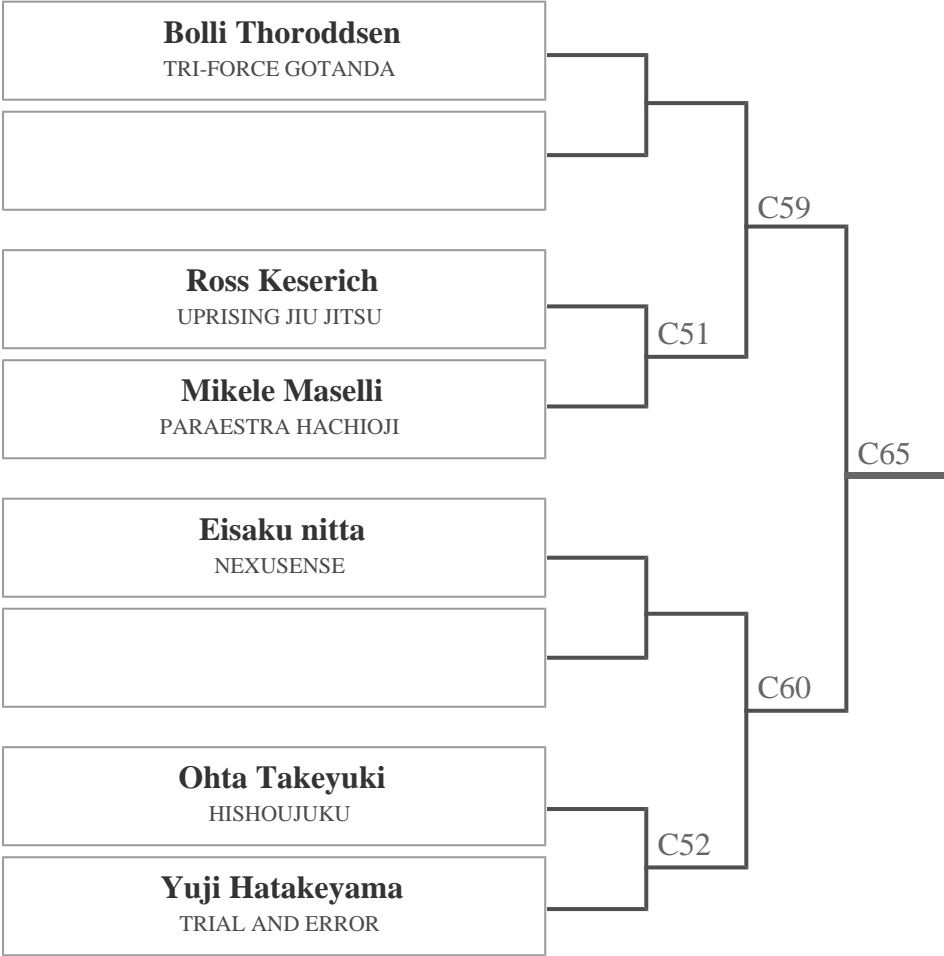 Bolli Thoroddsen
TRI-FORCE GOTANDA
C59
Ross Keserich
UPRISING JIU JITSU
C51
Mikele Maselli
PARAESTRA HACHIOJI
C65
Eisaku nitta
NEXUSENSE
C60
Ohta Takeyuki
HISHOUJUKU
C52
Yuji Hatakeyama
TRIAL AND ERROR